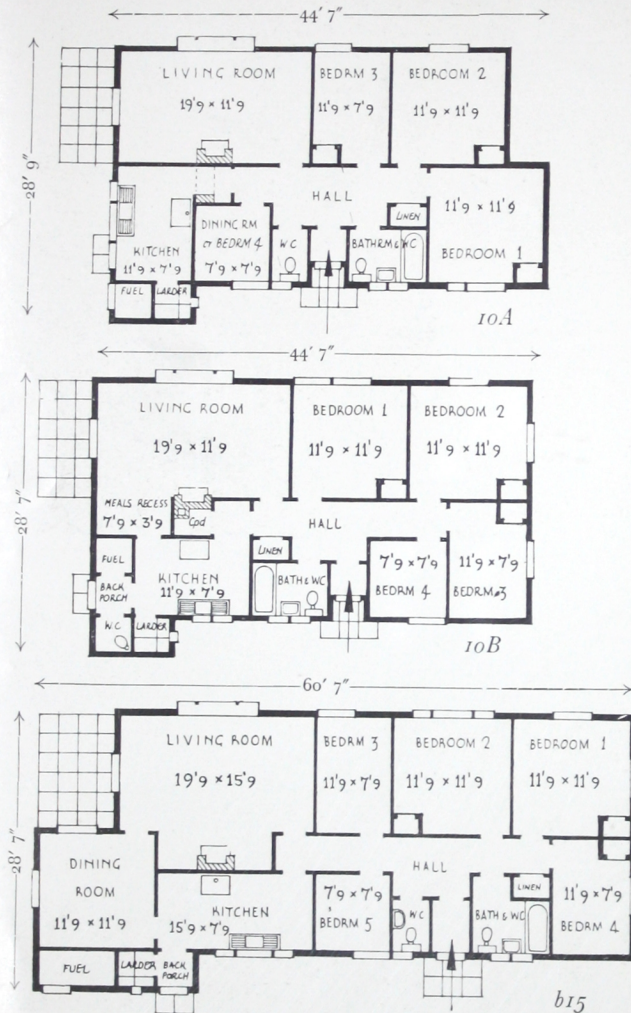 44' 7"
28' 9"
LIVING ROOM
19'9 × 11'9
BEDRM 3
11'9 × 7'9
BEDROOM 2
11'9 × 11'9
HALL
KITCHEN
11'9 × 7'9
DINING RM
or BEDRM 4
7'9 × 7'9
WC
BATHRM & WC
LINEN
11'9 × 11'9
BEDROOM 1
FUEL
LARDER
10A
44' 7"
28' 7"
LIVING ROOM
19'9 × 11'9
BEDROOM 1
11'9 × 11'9
BEDROOM 2
11'9 × 11'9
MEALS RECESS
7'9 × 3'9
Cpd
HALL
LINEN
FUEL
BACK
PORCH
W.C
LARDER
KITCHEN
11'9 × 7'9
BATH & WC
7'9 × 7'9
BEDRM 4
11'9 × 7'9
BEDRM 3
10B
60' 7"
28' 7"
LIVING ROOM
19'9 × 15'9
BEDRM 3
11'9 × 7'9
BEDROOM 2
11'9 × 11'9
BEDROOM 1
11'9 × 11'9
DINING
ROOM
11'9 × 11'9
KITCHEN
15'9 × 7'9
HALL
7'9 × 7'9
BEDRM 5
WC
BATH & WC
LINEN
11'9 × 7'9
BEDRM 4
FUEL
LARDER
BACK
PORCH
b15